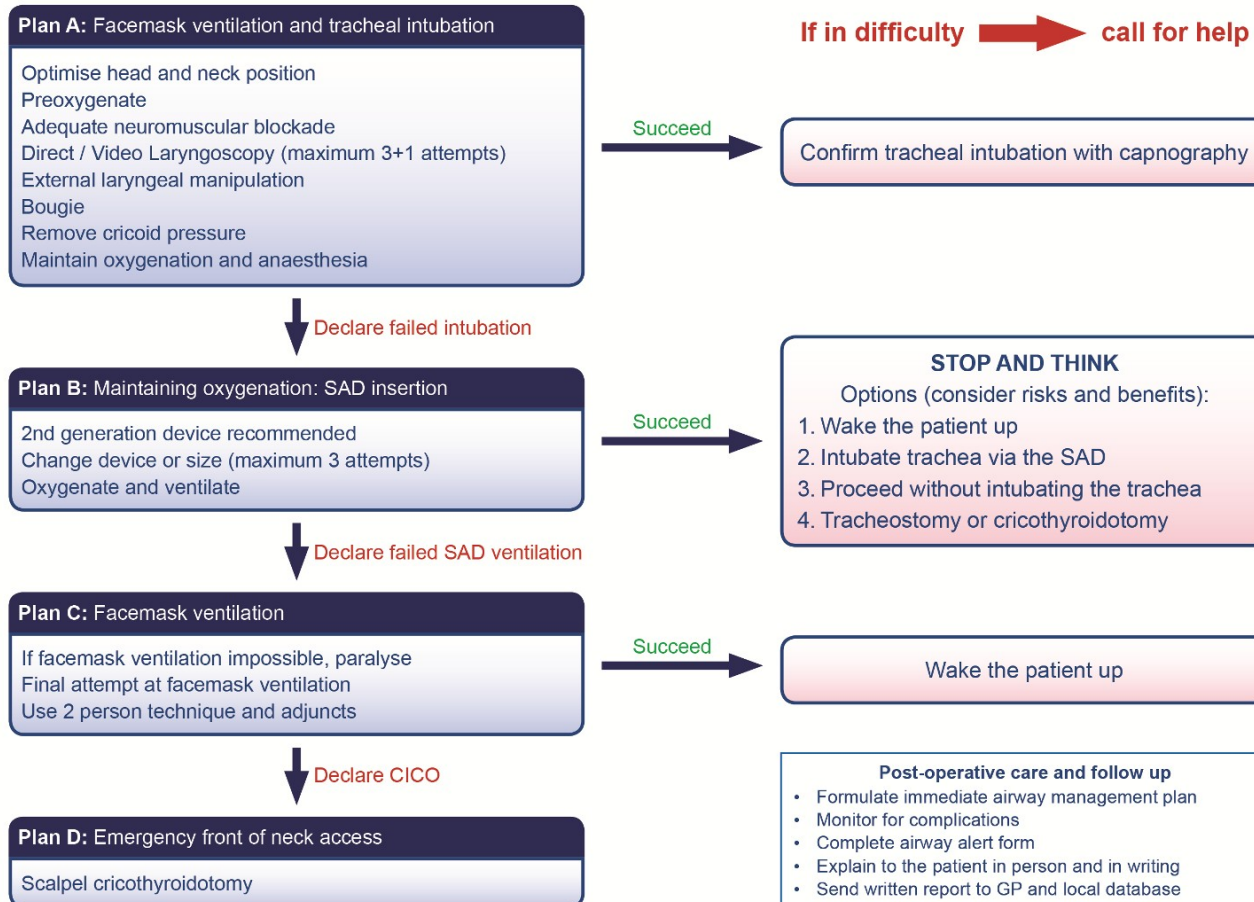 Plan A: Facemask ventilation and tracheal intubation
Optimise head and neck position
Preoxygenate
Adequate neuromuscular blockade
Direct / Video Laryngoscopy (maximum 3+1 attempts)
External laryngeal manipulation
Bougie
Remove cricoid pressure
Maintain oxygenation and anaesthesia
If in difficulty call for help
Succeed
Confirm tracheal intubation with capnography
Declare failed intubation
Plan B: Maintaining oxygenation: SAD insertion
2nd generation device recommended
Change device or size (maximum 3 attempts)
Oxygenate and ventilate
Succeed
STOP AND THINK
Options (consider risks and benefits):
1. Wake the patient up
2. Intubate trachea via the SAD
3. Proceed without intubating the trachea
4. Tracheostomy or cricothyroidotomy
Declare failed SAD ventilation
Plan C: Facemask ventilation
If facemask ventilation impossible, paralyse
Final attempt at facemask ventilation
Use 2 person technique and adjuncts
Succeed
Wake the patient up
Declare CICO
Plan D: Emergency front of neck access
Scalpel cricothyroidotomy
Post-operative care and follow up
• Formulate immediate airway management plan
• Monitor for complications
• Complete airway alert form
• Explain to the patient in person and in writing
• Send written report to GP and local database